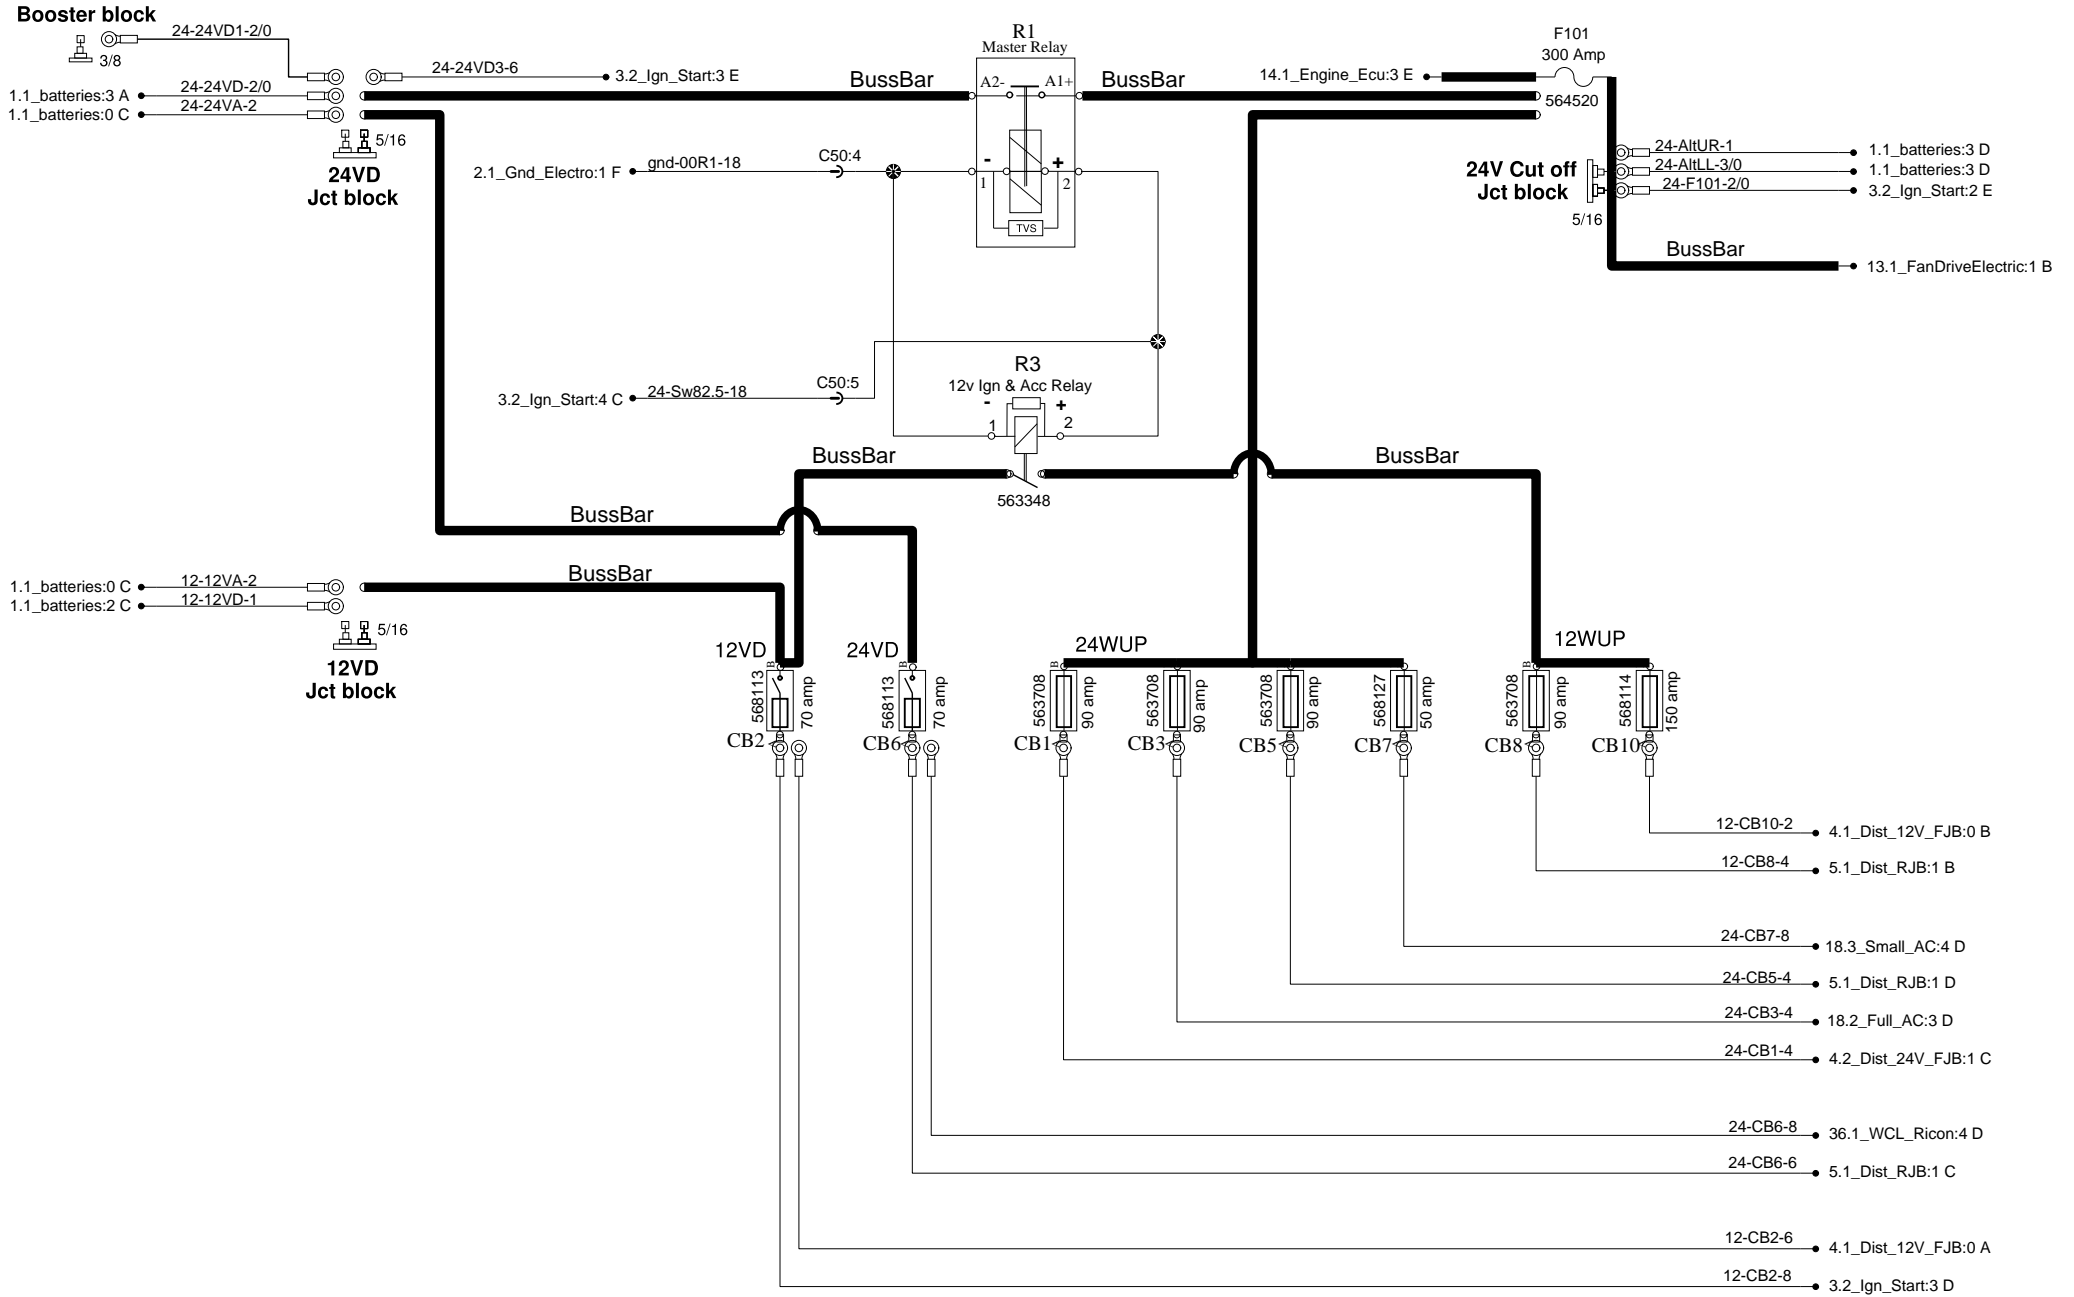 Booster block
24-24VD1-2/0
3/8
24-24VD3-6
3.2_Ign_Start:3 E
1.1_batteries:3 A
24-24VD-2/0
1.1_batteries:0 C
24-24VA-2
5/16
24VD
Jct block
BussBar
R1
Master Relay
A2-
A1+
BussBar
-
+
1
2
TVS
2.1_Gnd_Electro:1 F
gnd-00R1-18
C50:4
14.1_Engine_Ecu:3 E
F101
300 Amp
564520
24V Cut off
Jct block
5/16
24-AltUR-1
1.1_batteries:3 D
24-AltLL-3/0
1.1_batteries:3 D
24-F101-2/0
3.2_Ign_Start:2 E
BussBar
13.1_FanDriveElectric:1 B
3.2_Ign_Start:4 C
24-Sw82.5-18
C50:5
R3
12v Ign & Acc Relay
-
+
1
2
563348
BussBar
BussBar
BussBar
BussBar
1.1_batteries:0 C
12-12VA-2
1.1_batteries:2 C
12-12VD-1
5/16
12VD
Jct block
12VD
B
568113
70 amp
CB2
24VD
B
568113
70 amp
CB6
24WUP
B
563708
90 amp
CB1
563708
90 amp
CB3
563708
90 amp
CB5
568127
50 amp
CB7
12WUP
B
563708
90 amp
CB8
568114
150 amp
CB10
12-CB10-2
4.1_Dist_12V_FJB:0 B
12-CB8-4
5.1_Dist_RJB:1 B
24-CB7-8
18.3_Small_AC:4 D
24-CB5-4
5.1_Dist_RJB:1 D
24-CB3-4
18.2_Full_AC:3 D
24-CB1-4
4.2_Dist_24V_FJB:1 C
24-CB6-8
36.1_WCL_Ricon:4 D
24-CB6-6
5.1_Dist_RJB:1 C
12-CB2-6
4.1_Dist_12V_FJB:0 A
12-CB2-8
3.2_Ign_Start:3 D